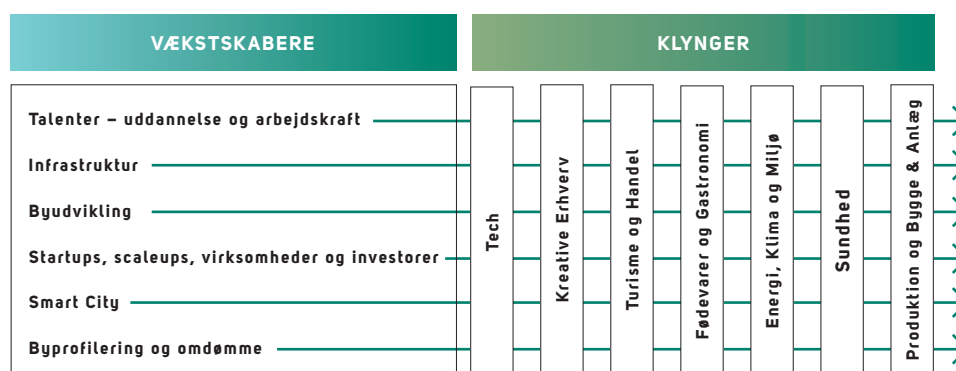 VÆKSTSKABERE
KLYNGER
Talenter – uddannelse og arbejdskraft
Infrastruktur
Byudvikling
Startups, scaleups, virksomheder og investorer
Smart City
Byprofilering og omdømme
Tech
Kreative Erhverv
Turisme og Handel
Fødevarer og Gastronomi
Energi, Klima og Miljø
Sundhed
Produktion og Bygge & Anlæg